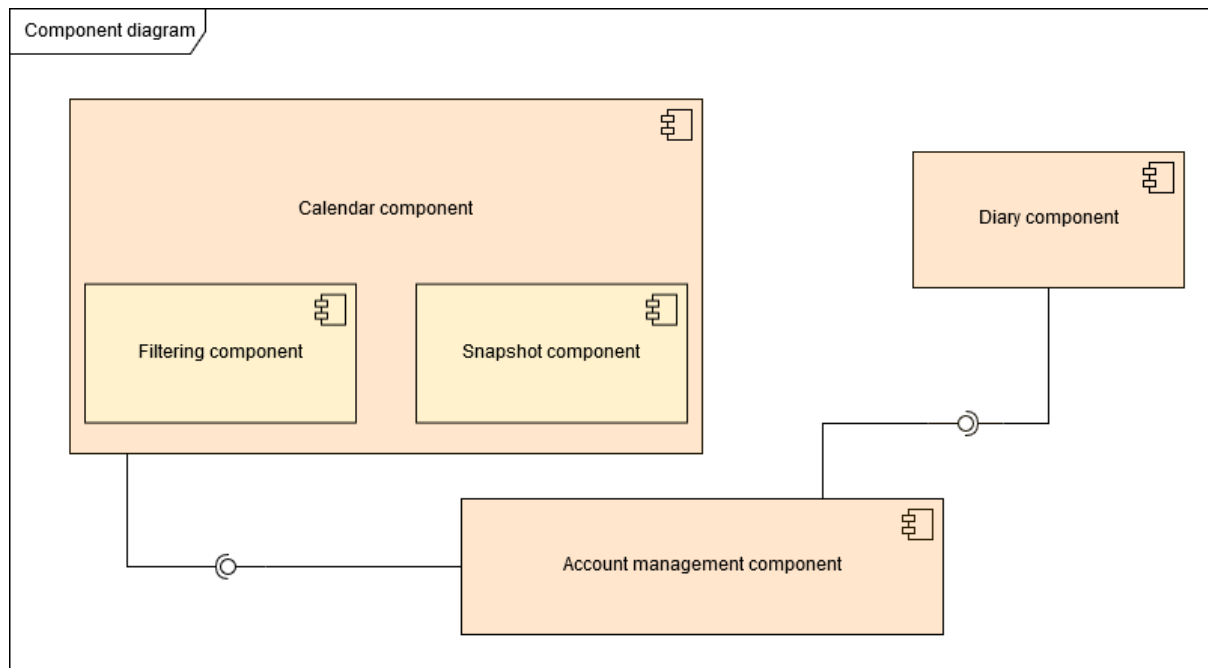 Component diagram
Calendar component
Diary component
Filtering component
Snapshot component
Account management component